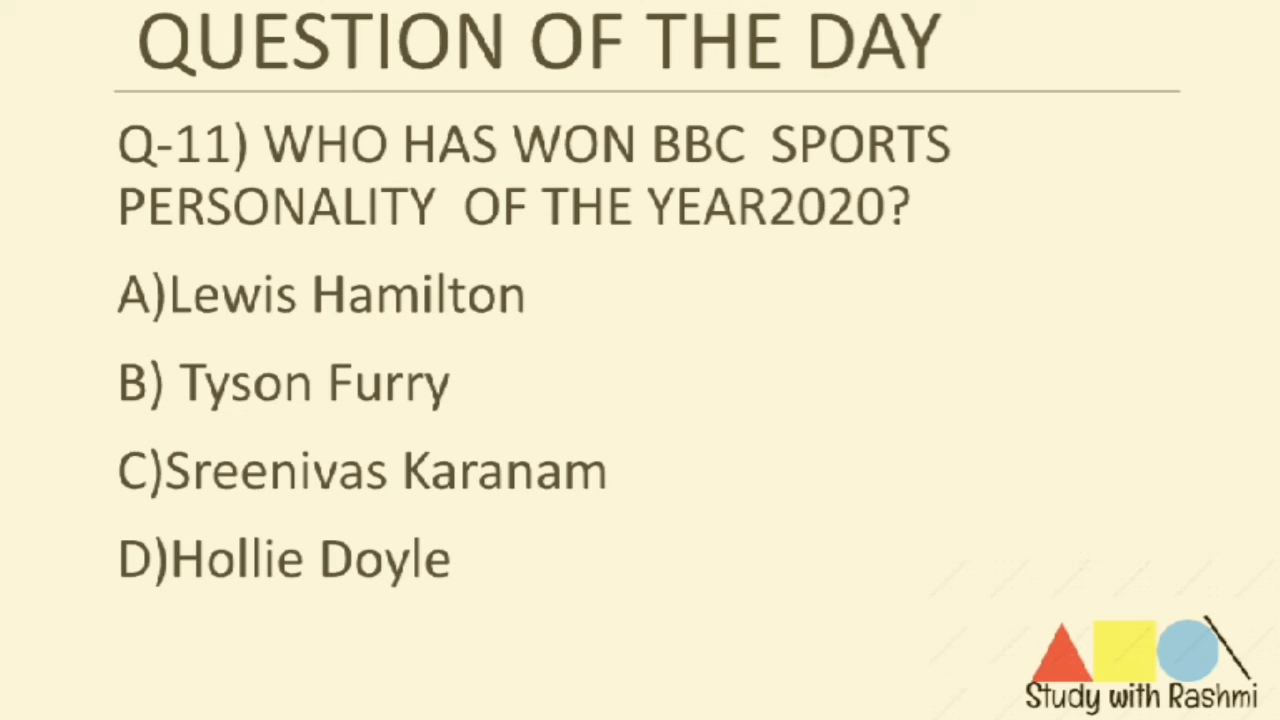 QUESTION OF THE DAY
Q-11) WHO HAS WON BBC SPORTS
PERSONALITY OF THE YEAR2020?
A)Lewis Hamilton
B) Tyson Furry
C)Sreenivas Karanam
D)Hollie Doyle
Study with Rashmi